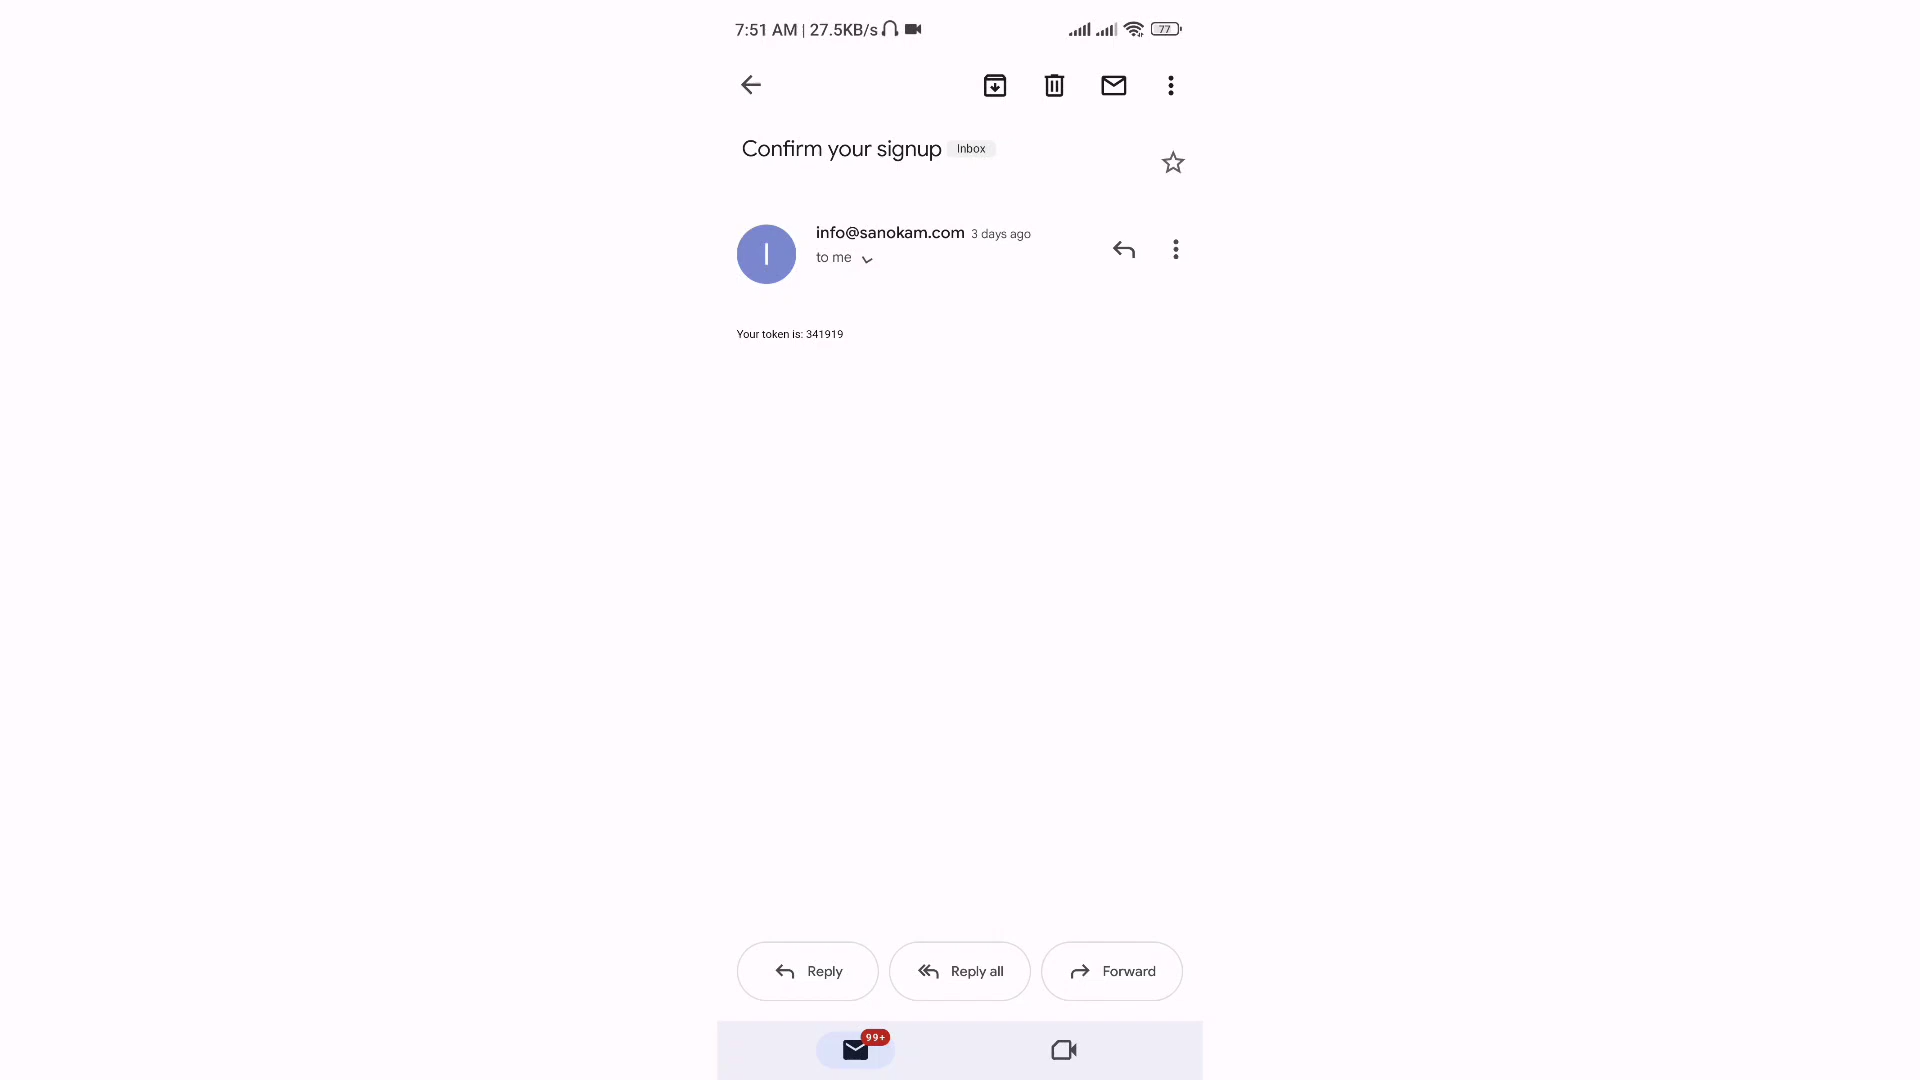 7:51 AM | 27.5KB/s
77
Confirm your signup Inbox
I
info@sanokam.com 3 days ago
to me
Your token is: 341919
Reply
Reply all
Forward
99+